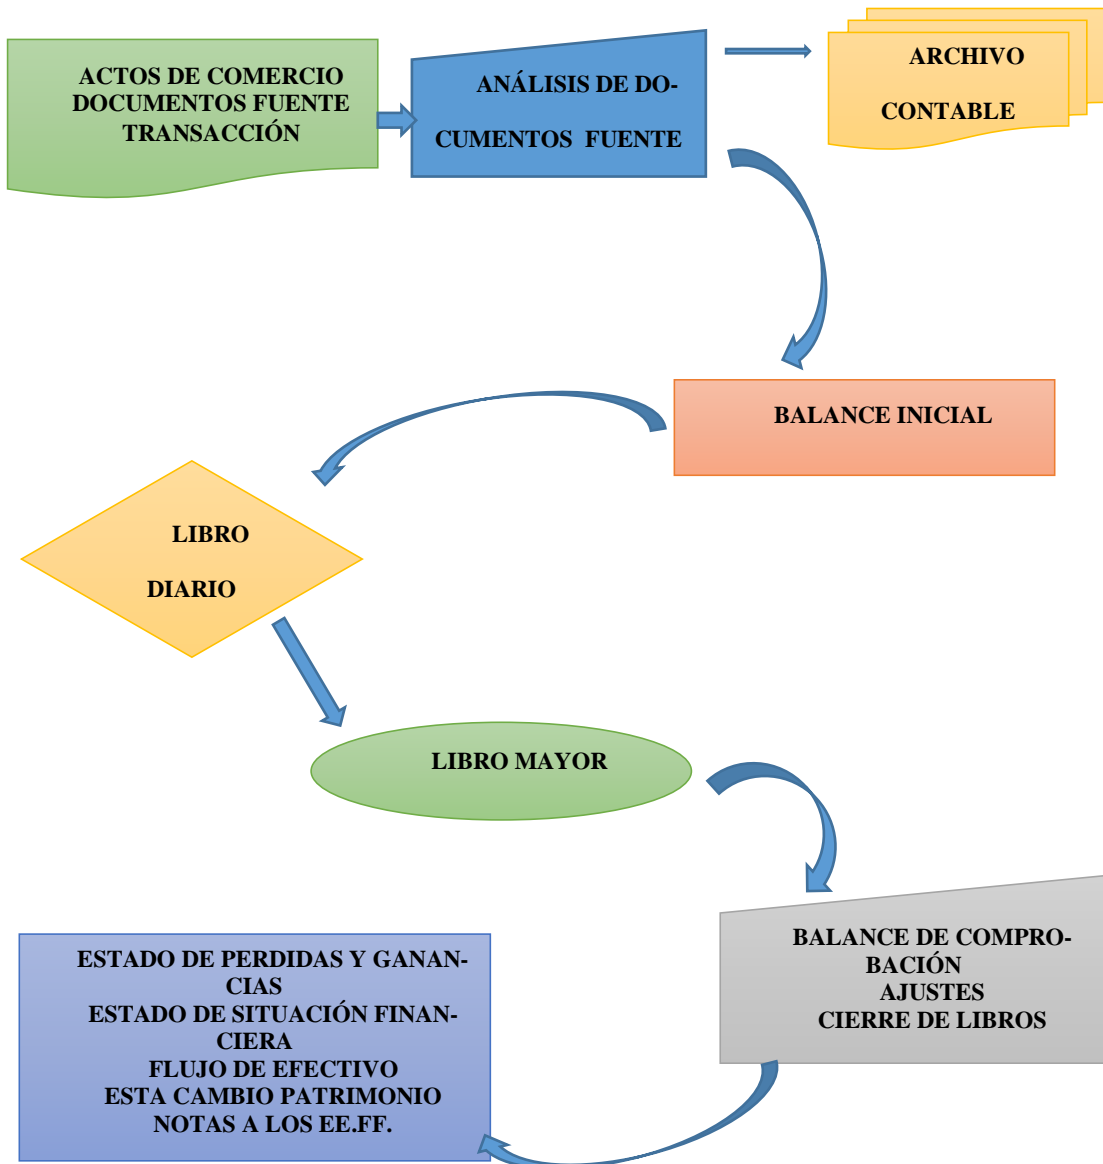 ACTOS DE COMERCIO
DOCUMENTOS FUENTE
TRANSACCIÓN
ANÁLISIS DE DO-
CUMENTOS FUENTE
ARCHIVO
CONTABLE
BALANCE INICIAL
LIBRO
DIARIO
LIBRO MAYOR
BALANCE DE COMPRO-
BACIÓN
AJUSTES
CIERRE DE LIBROS
ESTADO DE PERDIDAS Y GANAN-
CIAS
ESTADO DE SITUACIÓN FINAN-
CIERA
FLUJO DE EFECTIVO
ESTA CAMBIO PATRIMONIO
NOTAS A LOS EE.FF.